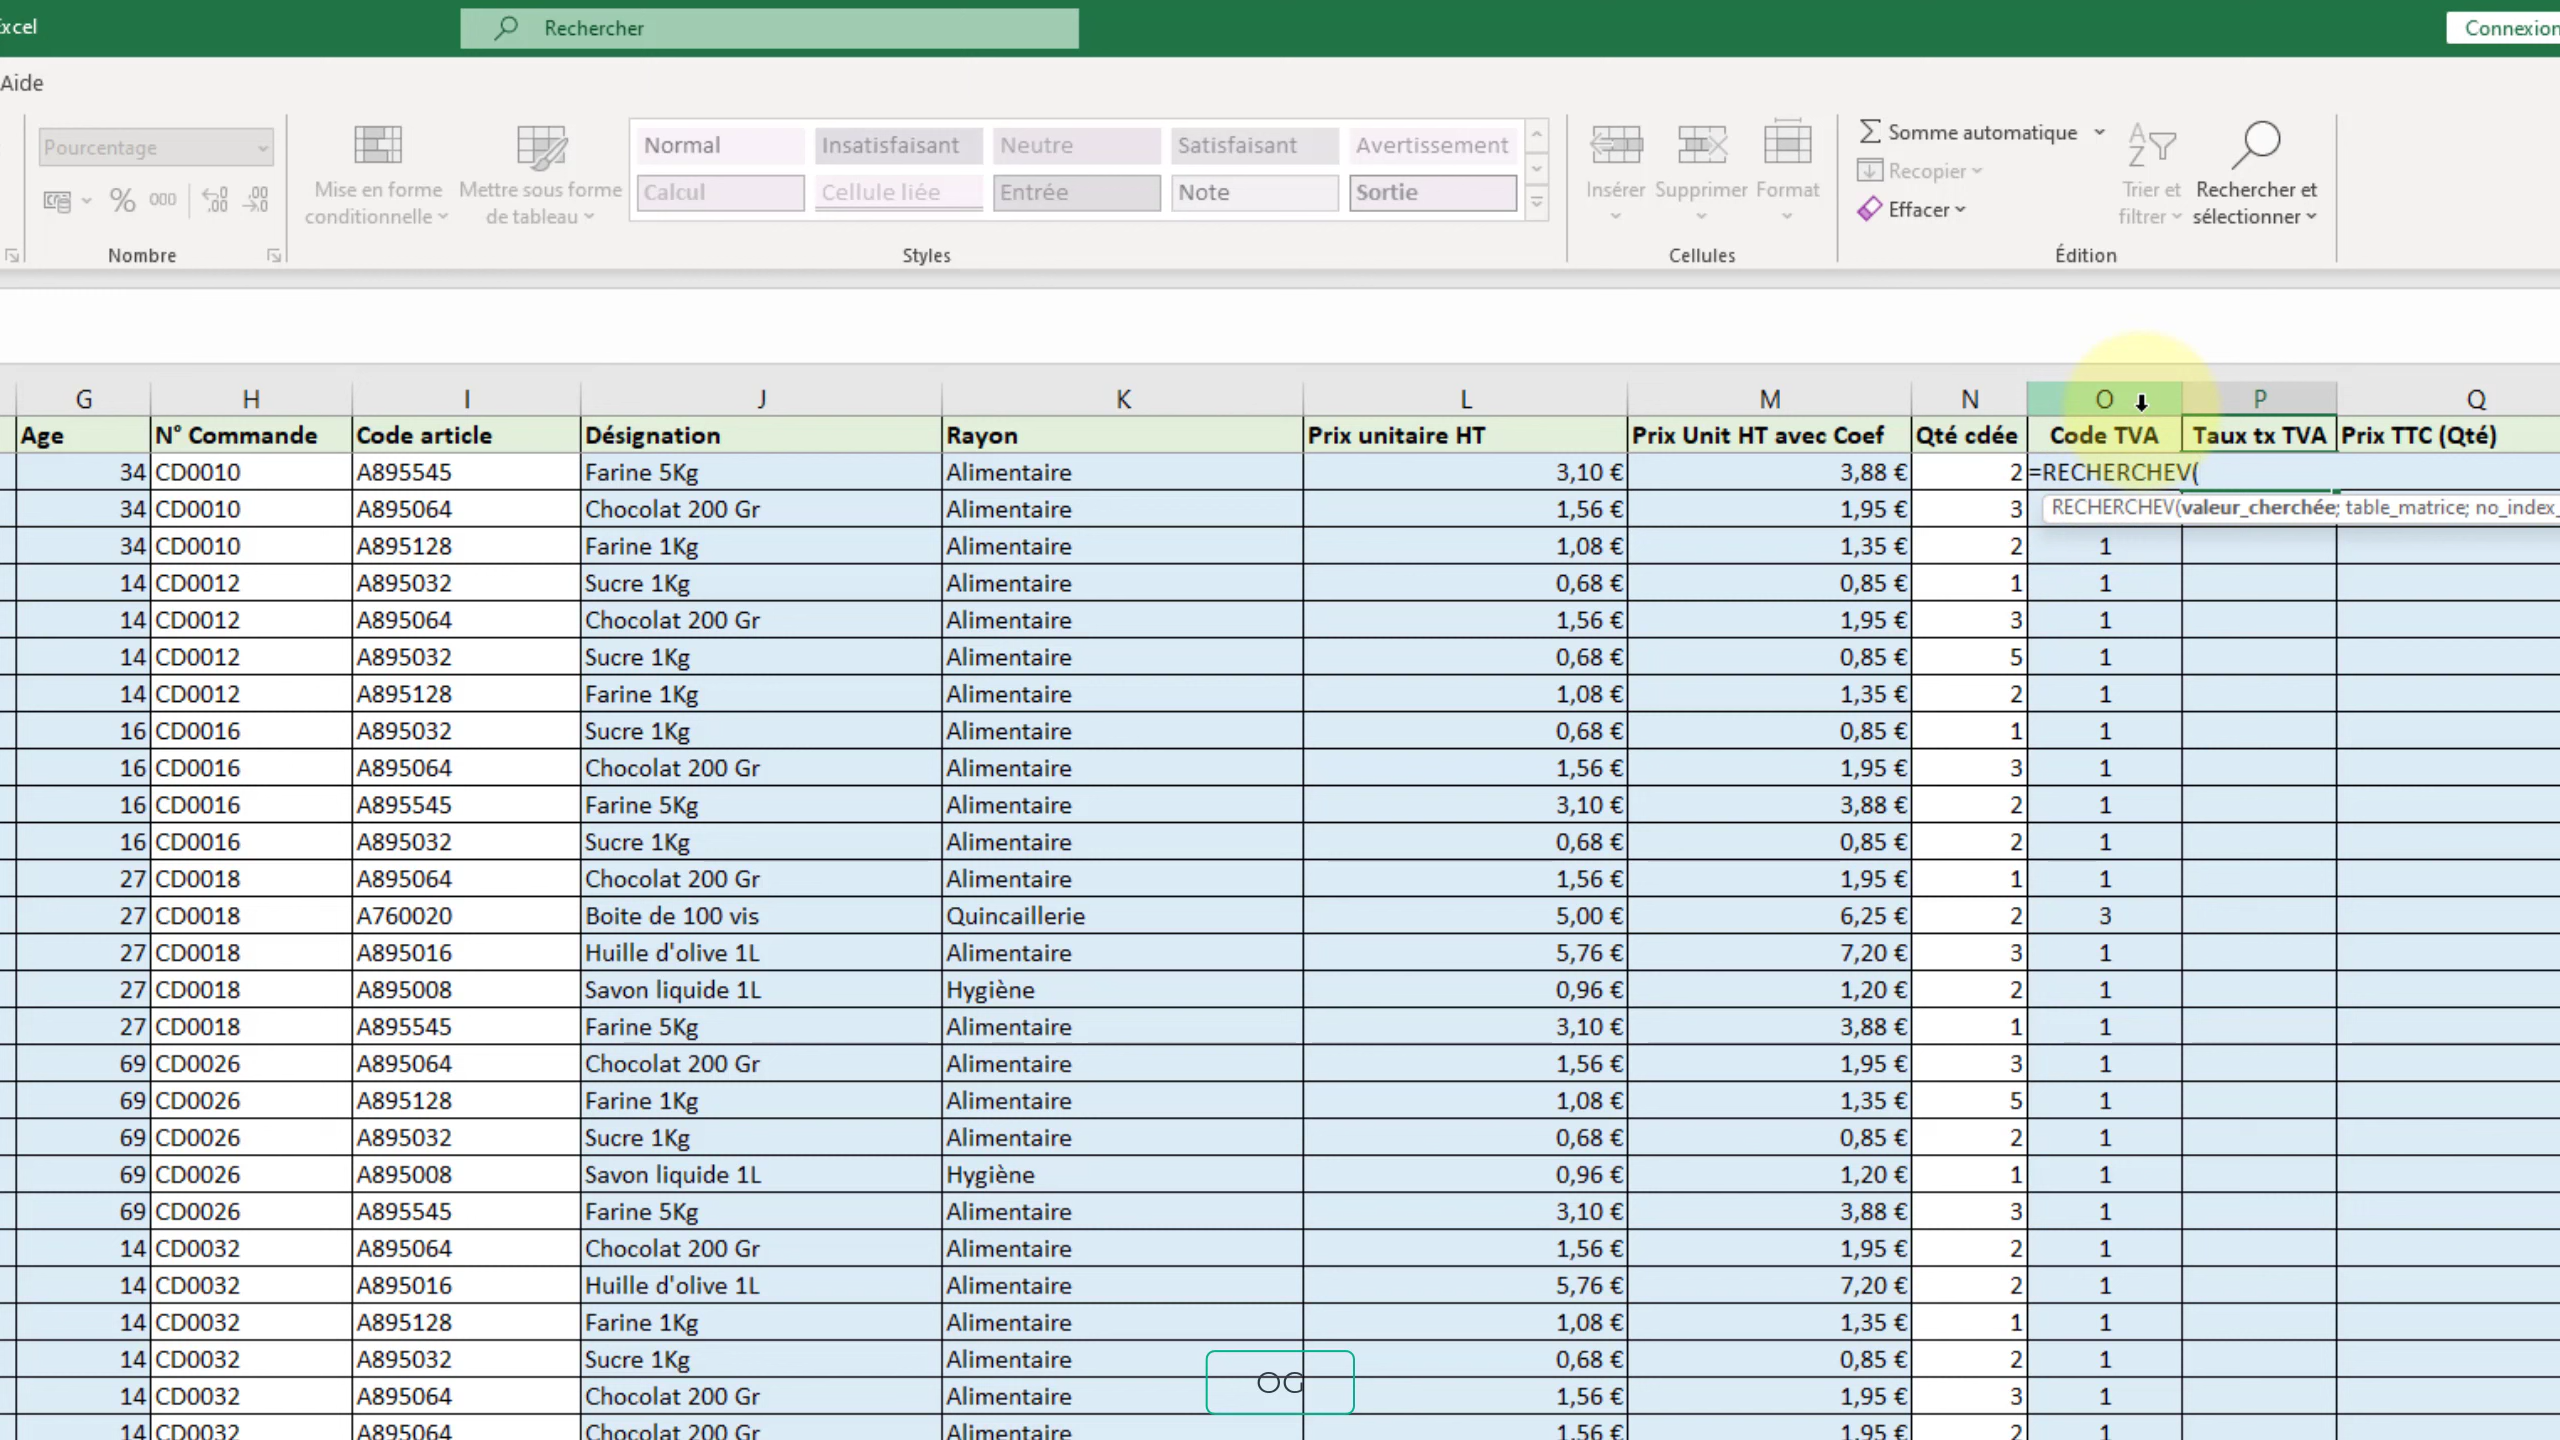 xcel Rechercher Connexion
Aide
Pourcentage
% 000
Nombre
Mise en forme conditionnelle
Mettre sous forme de tableau
Normal Insatisfaisant Neutre Satisfaisant Avertissement
Calcul Cellule liée Entrée Note Sortie
Styles
Insérer Supprimer Format
Cellules
Somme automatique
Recopier
Effacer
Trier et filtrer
Rechercher et sélectionner
Édition
G H I J K L M N O P Q
Age N° Commande Code article Désignation Rayon Prix unitaire HT Prix Unit HT avec Coef Qté cdée Code TVA Taux tx TVA Prix TTC (Qté)
34 CD0010 A895545 Farine 5Kg Alimentaire 3,10 € 3,88 € 2 =RECHERCHEV(
34 CD0010 A895064 Chocolat 200 Gr Alimentaire 1,56 € 1,95 € 3 RECHERCHEV(valeur_cherchée; table_matrice; no_index_
34 CD0010 A895128 Farine 1Kg Alimentaire 1,08 € 1,35 € 2 1
14 CD0012 A895032 Sucre 1Kg Alimentaire 0,68 € 0,85 € 1 1
14 CD0012 A895064 Chocolat 200 Gr Alimentaire 1,56 € 1,95 € 3 1
14 CD0012 A895032 Sucre 1Kg Alimentaire 0,68 € 0,85 € 5 1
14 CD0012 A895128 Farine 1Kg Alimentaire 1,08 € 1,35 € 2 1
16 CD0016 A895032 Sucre 1Kg Alimentaire 0,68 € 0,85 € 1 1
16 CD0016 A895064 Chocolat 200 Gr Alimentaire 1,56 € 1,95 € 3 1
16 CD0016 A895545 Farine 5Kg Alimentaire 3,10 € 3,88 € 2 1
16 CD0016 A895032 Sucre 1Kg Alimentaire 0,68 € 0,85 € 2 1
27 CD0018 A895064 Chocolat 200 Gr Alimentaire 1,56 € 1,95 € 1 1
27 CD0018 A760020 Boite de 100 vis Quincaillerie 5,00 € 6,25 € 2 3
27 CD0018 A895016 Huille d'olive 1L Alimentaire 5,76 € 7,20 € 3 1
27 CD0018 A895008 Savon liquide 1L Hygiène 0,96 € 1,20 € 2 1
27 CD0018 A895545 Farine 5Kg Alimentaire 3,10 € 3,88 € 1 1
69 CD0026 A895064 Chocolat 200 Gr Alimentaire 1,56 € 1,95 € 3 1
69 CD0026 A895128 Farine 1Kg Alimentaire 1,08 € 1,35 € 5 1
69 CD0026 A895032 Sucre 1Kg Alimentaire 0,68 € 0,85 € 2 1
69 CD0026 A895008 Savon liquide 1L Hygiène 0,96 € 1,20 € 1 1
69 CD0026 A895545 Farine 5Kg Alimentaire 3,10 € 3,88 € 3 1
14 CD0032 A895064 Chocolat 200 Gr Alimentaire 1,56 € 1,95 € 2 1
14 CD0032 A895016 Huille d'olive 1L Alimentaire 5,76 € 7,20 € 2 1
14 CD0032 A895128 Farine 1Kg Alimentaire 1,08 € 1,35 € 1 1
14 CD0032 A895032 Sucre 1Kg Alimentaire 0,68 € 0,85 € 2 1
14 CD0032 A895064 Chocolat 200 Gr Alimentaire 1,56 € 1,95 € 3 1
14 CD0032 A895064 Chocolat 200 Gr Alimentaire 1,56 € 1,95 € 2 1